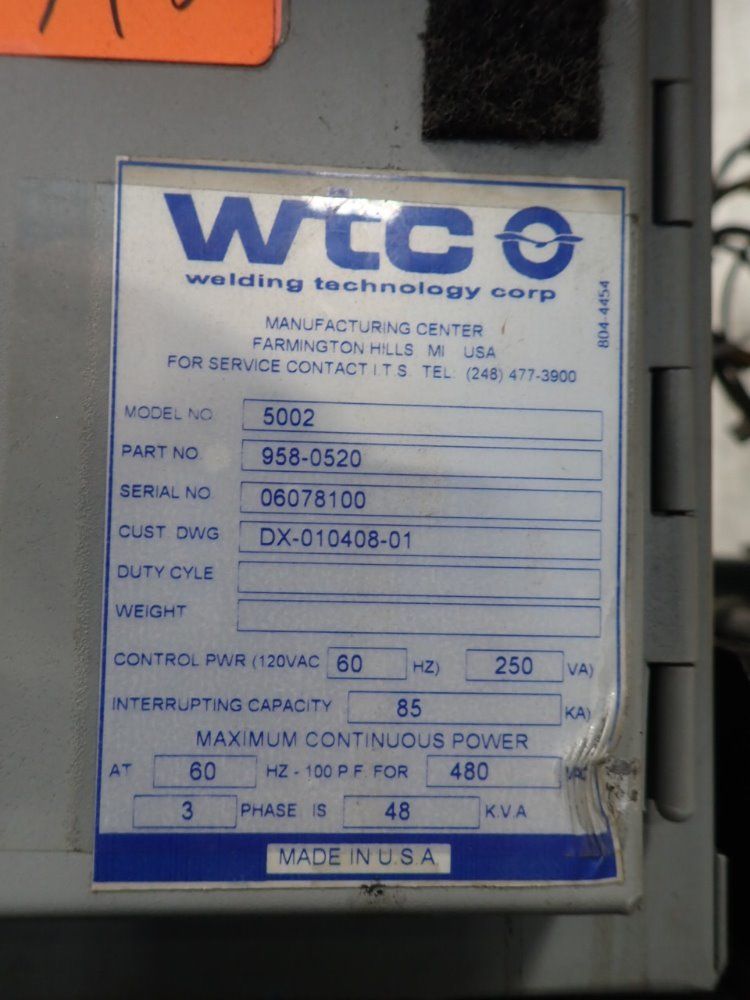 wtc
welding technology corp
804-4454
MANUFACTURING CENTER
FARMINGTON HILLS MI USA
FOR SERVICE CONTACT I.T.S. TEL: (248) 477-3900
MODEL NO. 5002
PART NO. 958-0520
SERIAL NO. 06078100
CUST. DWG DX-010408-01
DUTY CYLE
WEIGHT
CONTROL PWR (120VAC 60 HZ) 250 VA)
INTERRUPTING CAPACITY 85 KA)
MAXIMUM CONTINUOUS POWER
AT 60 HZ - 100 P.F. FOR 480 VAC
3 PHASE IS 48 K.V.A
MADE IN U.S.A.